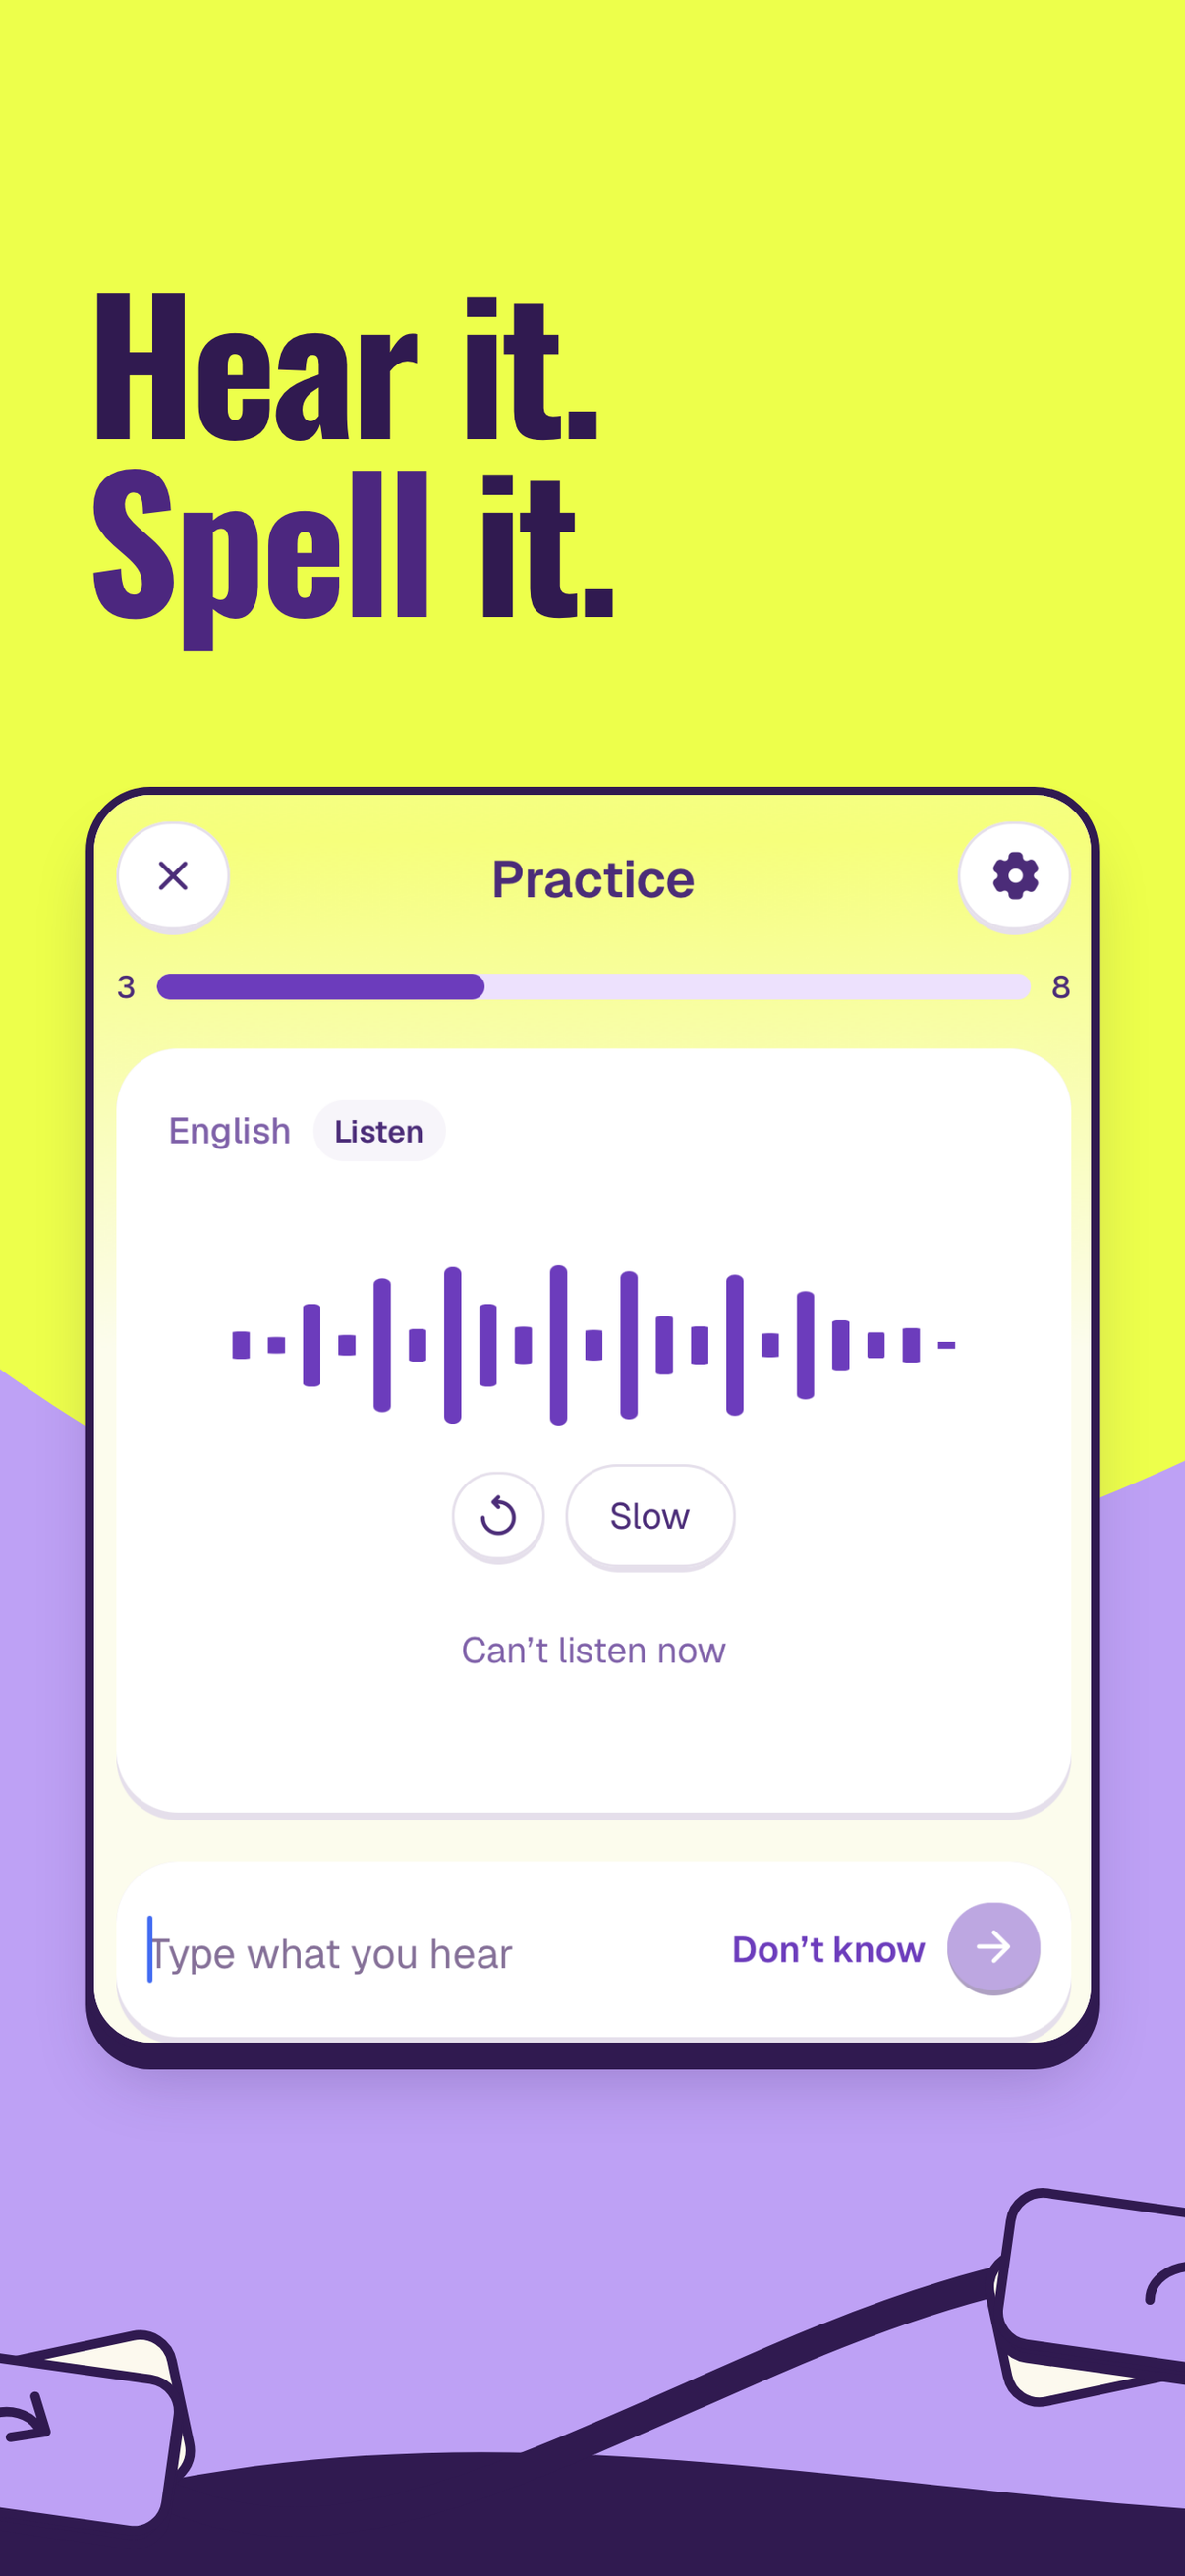 Hear it.
Spell it.
Practice
3 8
English Listen
Slow
Can’t listen now
Type what you hear Don’t know